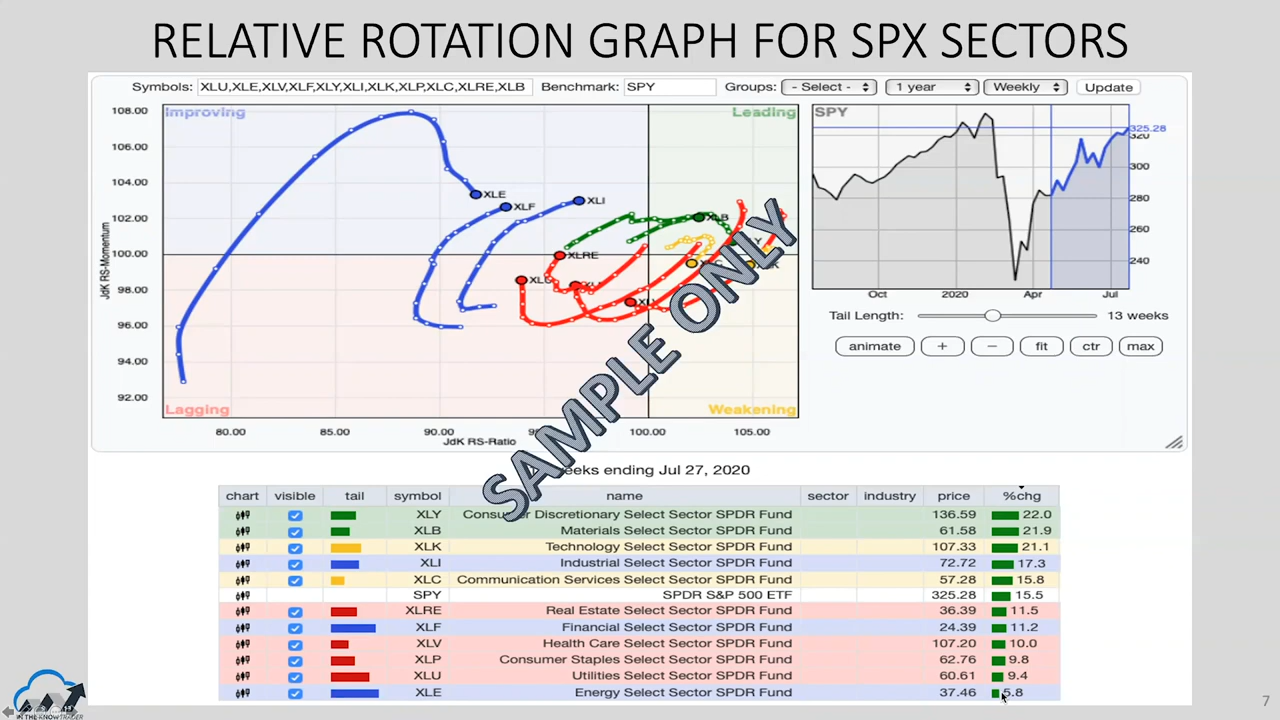 RELATIVE ROTATION GRAPH FOR SPX SECTORS
Symbols: XLU,XLE,XLV,XLF,XLY,XLI,XLK,XLP,XLC,XLRE,XLB Benchmark: SPY Groups: - Select - 1 year Weekly Update
Improving Leading
Lagging Weakening
108.00
106.00
104.00
102.00
100.00
98.00
96.00
94.00
92.00
JdK RS-Momentum
XLE
XLF
XLI
XLRE
80.00 85.00 90.00 100.00 105.00
JdK RS-Ratio
SPY
325.28
320
300
280
260
240
Oct 2020 Apr Jul
Tail Length: 13 weeks
animate + − fit ctr max
SAMPLE ONLY
weeks ending Jul 27, 2020
chart visible tail symbol name sector industry price %chg
XLY Consumer Discretionary Select Sector SPDR Fund 136.59 22.0
XLB Materials Select Sector SPDR Fund 61.58 21.9
XLK Technology Select Sector SPDR Fund 107.33 21.1
XLI Industrial Select Sector SPDR Fund 72.72 17.3
XLC Communication Services Select Sector SPDR Fund 57.28 15.8
SPY SPDR S&P 500 ETF 325.28 15.5
XLRE Real Estate Select Sector SPDR Fund 36.39 11.5
XLF Financial Select Sector SPDR Fund 24.39 11.2
XLV Health Care Select Sector SPDR Fund 107.20 10.0
XLP Consumer Staples Select Sector SPDR Fund 62.76 9.8
XLU Utilities Select Sector SPDR Fund 60.61 9.4
XLE Energy Select Sector SPDR Fund 37.46 5.8
IN THE KNOW TRADER
7